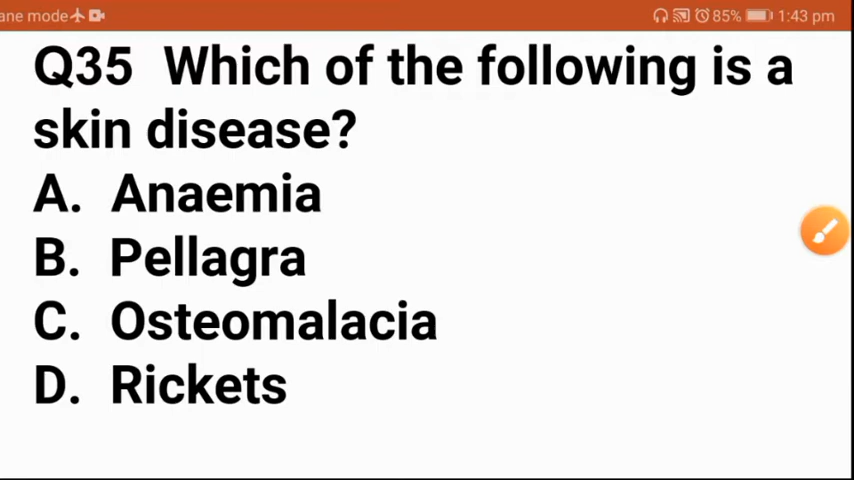 ane mode 85% 1:43 pm
Q35 Which of the following is a
skin disease?
A. Anaemia
B. Pellagra
C. Osteomalacia
D. Rickets